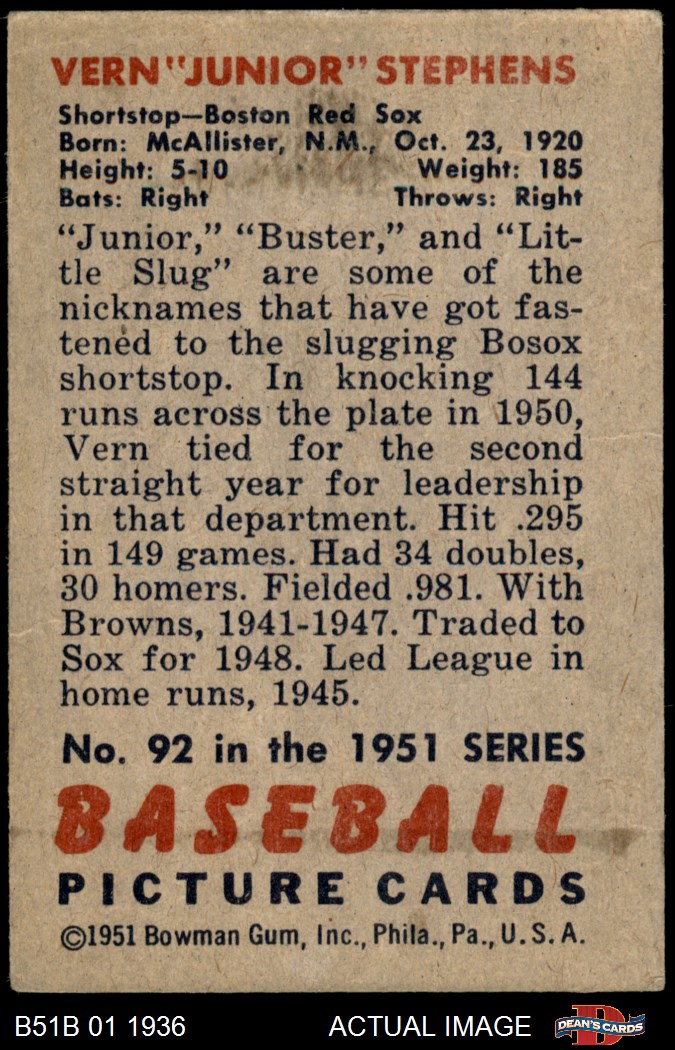 VERN "JUNIOR" STEPHENS
Shortstop—Boston Red Sox
Born: McAllister, N.M., Oct. 23, 1920
Height: 5-10 Weight: 185
Bats: Right Throws: Right
"Junior," "Buster," and "Lit-
tle Slug" are some of the
nicknames that have got fas-
tened to the slugging Bosox
shortstop. In knocking 144
runs across the plate in 1950,
Vern tied for the second
straight year for leadership
in that department. Hit .295
in 149 games. Had 34 doubles,
30 homers. Fielded .981. With
Browns, 1941-1947. Traded to
Sox for 1948. Led League in
home runs, 1945.
No. 92 in the 1951 SERIES
BASEBALL
PICTURE CARDS
©1951 Bowman Gum, Inc., Phila., Pa., U.S.A.
B51B 01 1936 ACTUAL IMAGE D DEAN'S CARDS